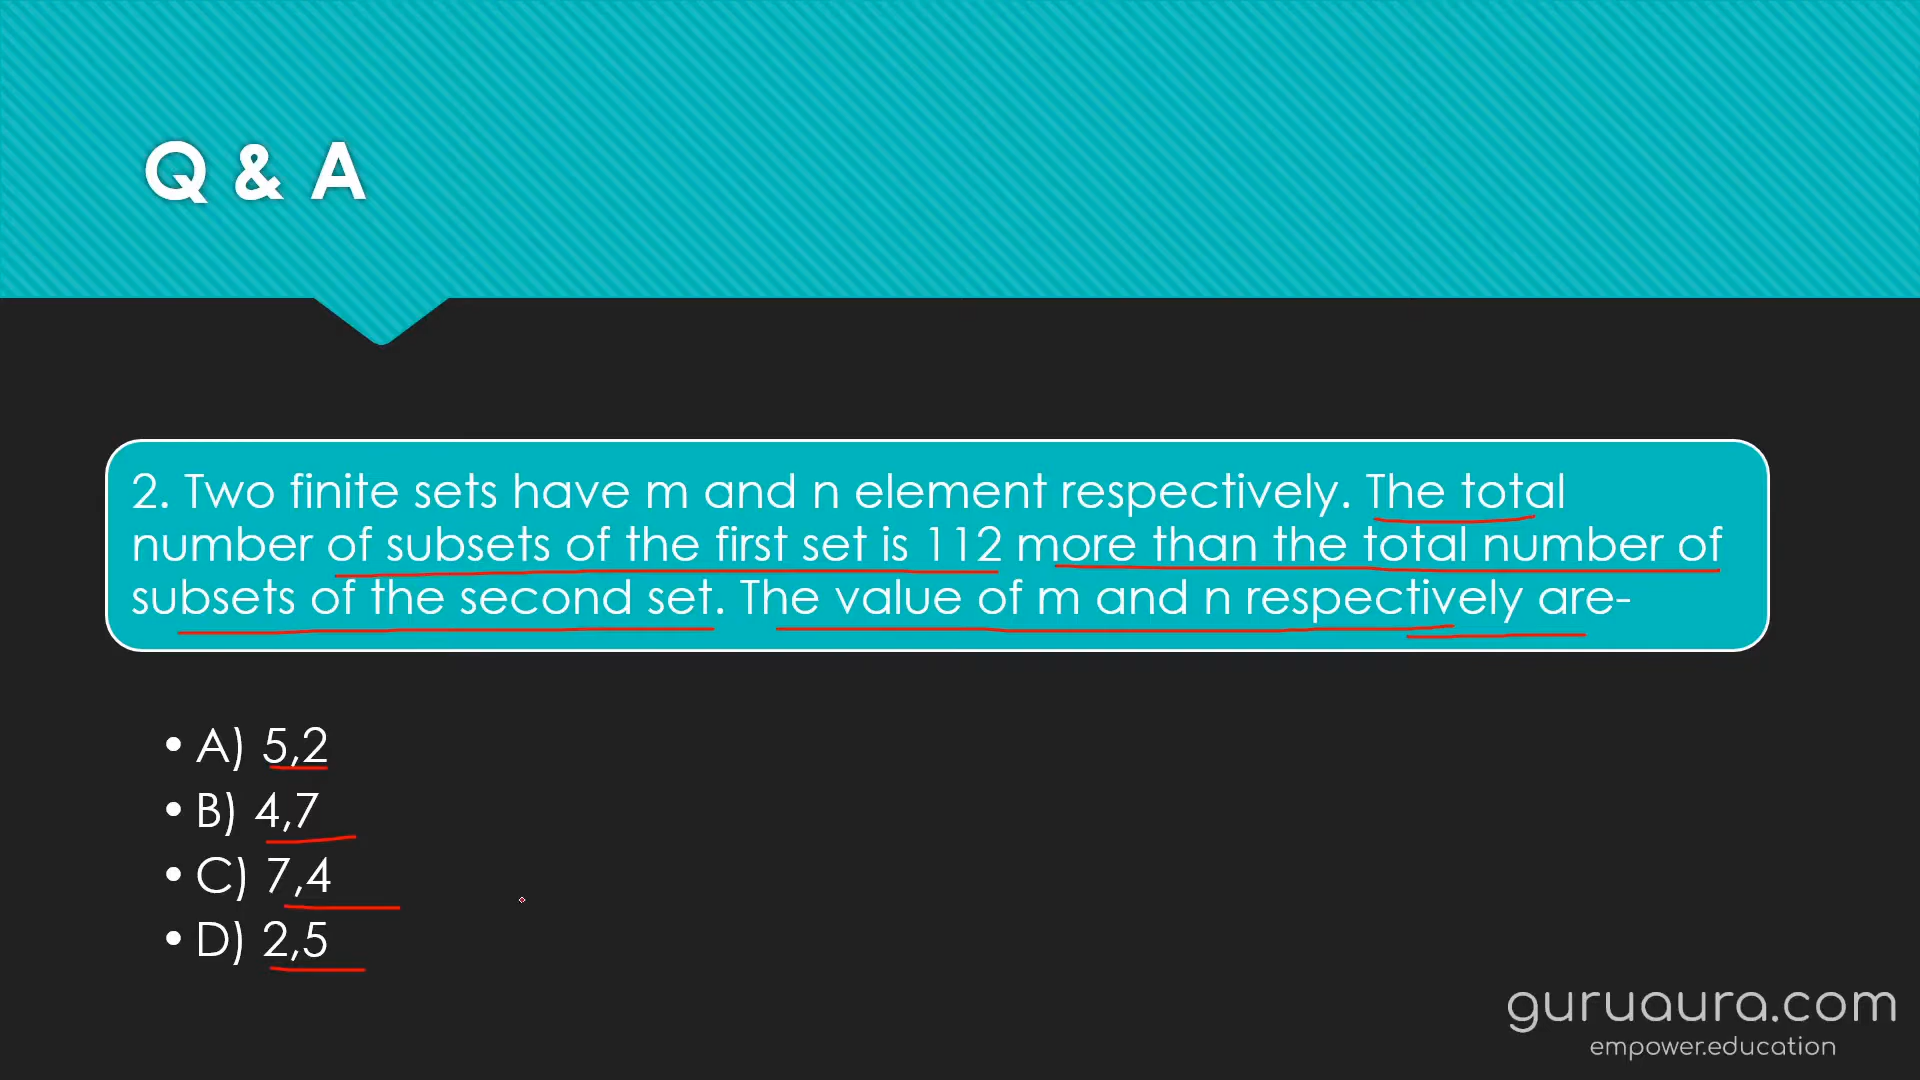 Q & A
2. Two finite sets have m and n element respectively. The total
number of subsets of the first set is 112 more than the total number of
subsets of the second set. The value of m and n respectively are-
• A) 5,2
• B) 4,7
• C) 7,4
• D) 2,5
guruaura.com
empower.education